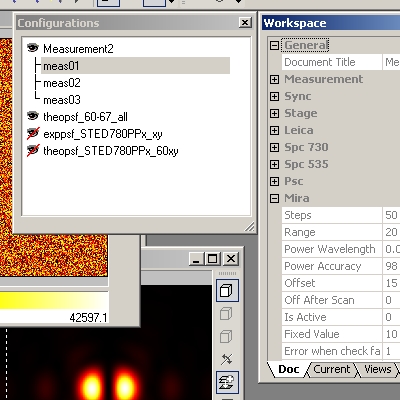 Configurations
Measurement2
meas01
meas02
meas03
theopsf_60-67_all
exppsf_STED780PPx_xy
theopsf_STED780PPx_60xy
42597.1
Workspace
General
Document Title Me
Measurement
Sync
Stage
Leica
Spc 730
Spc 535
Psc
Mira
Steps 50
Range 20
Power Wavelength 0.0
Power Accuracy 98
Offset 15
Off After Scan 0
Is Active 0
Fixed Value 10
Error when check fa 1
Doc Current Views